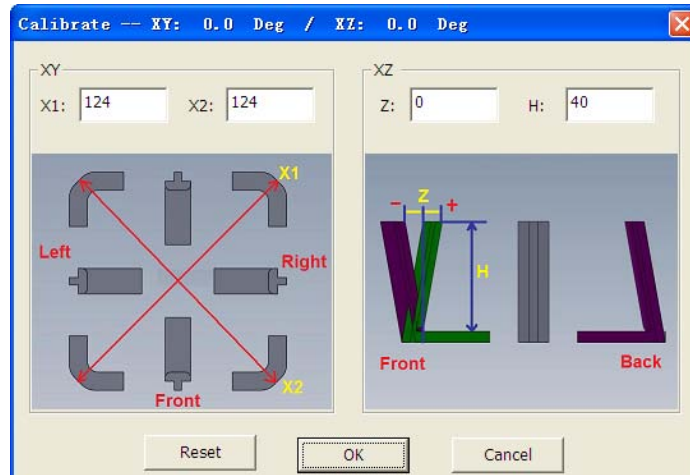 Calibrate -- XY: 0.0 Deg / XZ: 0.0 Deg
XY
X1: 124 X2: 124
XZ
Z: 0 H: 40
X1
Left
Right
X2
Front
- Z +
H
Front
Back
Reset
OK
Cancel